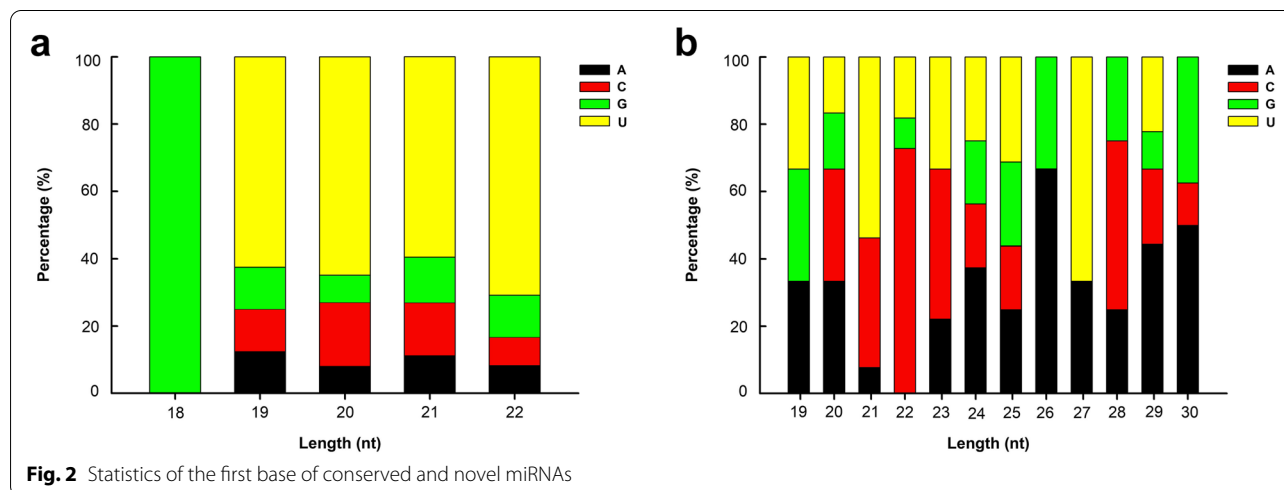 a
100
80
60
40
20
0
Percentage (%)
18 19 20 21 22
Length (nt)
A
C
G
U
b
100
80
60
40
20
0
Percentage (%)
19 20 21 22 23 24 25 26 27 28 29 30
Length (nt)
A
C
G
U
Fig. 2 Statistics of the first base of conserved and novel miRNAs